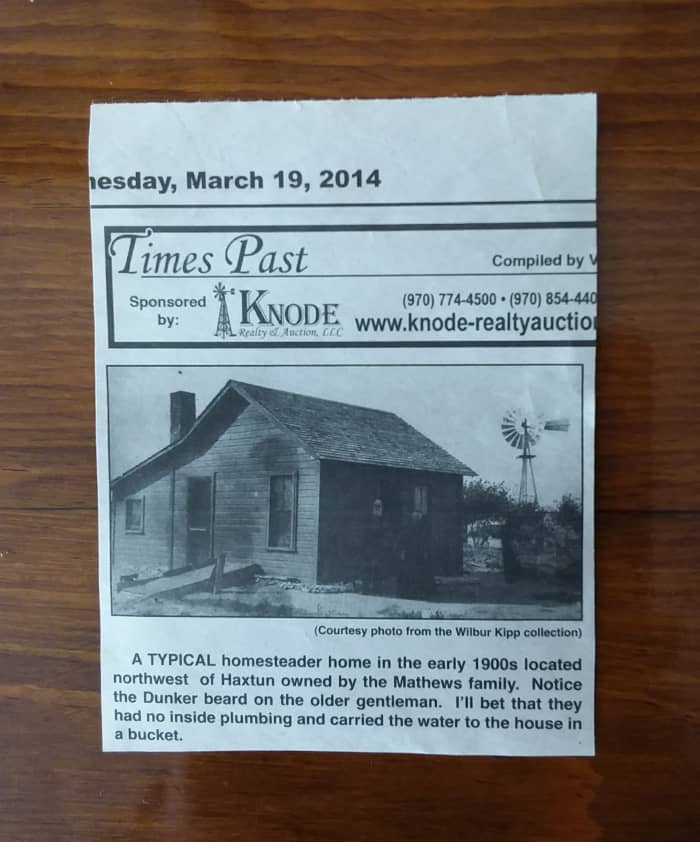 nesday, March 19, 2014
Times Past
Compiled by V
Sponsored by:
KNODE
Realty & Auction, LLC
(970) 774-4500 • (970) 854-440
www.knode-realtyauctio
(Courtesy photo from the Wilbur Kipp collection)
A TYPICAL homesteader home in the early 1900s located
northwest of Haxtun owned by the Mathews family. Notice
the Dunker beard on the older gentleman. I'll bet that they
had no inside plumbing and carried the water to the house in
a bucket.